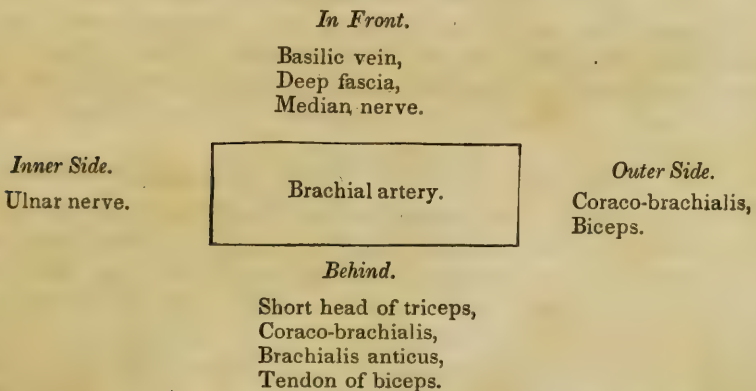 In Front.
Basilic vein,
Deep fascia,
Median nerve.
Inner Side.
Ulnar nerve.
Brachial artery.
Outer Side.
Coraco-brachialis,
Biceps.
Behind.
Short head of triceps,
Coraco-brachialis,
Brachialis anticus,
Tendon of biceps.